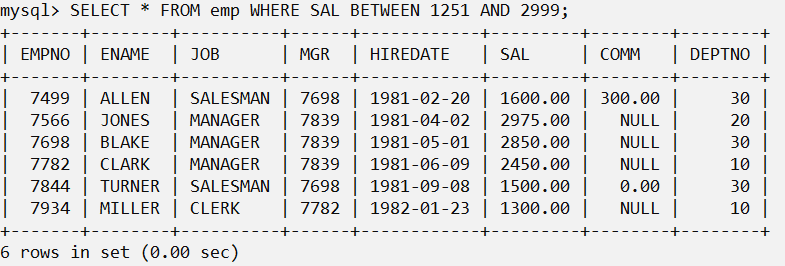 mysql> SELECT * FROM emp WHERE SAL BETWEEN 1251 AND 2999;
+-------+--------+----------+------+------------+---------+--------+--------+
| EMPNO | ENAME  | JOB      | MGR  | HIREDATE   | SAL     | COMM   | DEPTNO |
+-------+--------+----------+------+------------+---------+--------+--------+
|  7499 | ALLEN  | SALESMAN | 7698 | 1981-02-20 | 1600.00 | 300.00 |     30 |
|  7566 | JONES  | MANAGER  | 7839 | 1981-04-02 | 2975.00 |   NULL |     20 |
|  7698 | BLAKE  | MANAGER  | 7839 | 1981-05-01 | 2850.00 |   NULL |     30 |
|  7782 | CLARK  | MANAGER  | 7839 | 1981-06-09 | 2450.00 |   NULL |     10 |
|  7844 | TURNER | SALESMAN | 7698 | 1981-09-08 | 1500.00 |   0.00 |     30 |
|  7934 | MILLER | CLERK    | 7782 | 1982-01-23 | 1300.00 |   NULL |     10 |
+-------+--------+----------+------+------------+---------+--------+--------+
6 rows in set (0.00 sec)